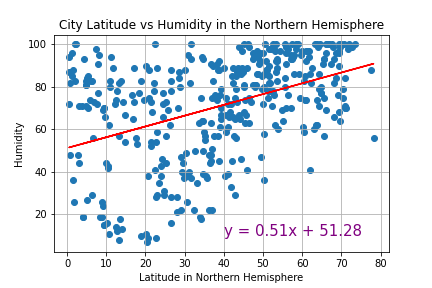 City Latitude vs Humidity in the Northern Hemisphere
100
80
60
40
20
Humidity
y = 0.51x + 51.28
0 10 20 30 40 50 60 70 80
Latitude in Northern Hemisphere